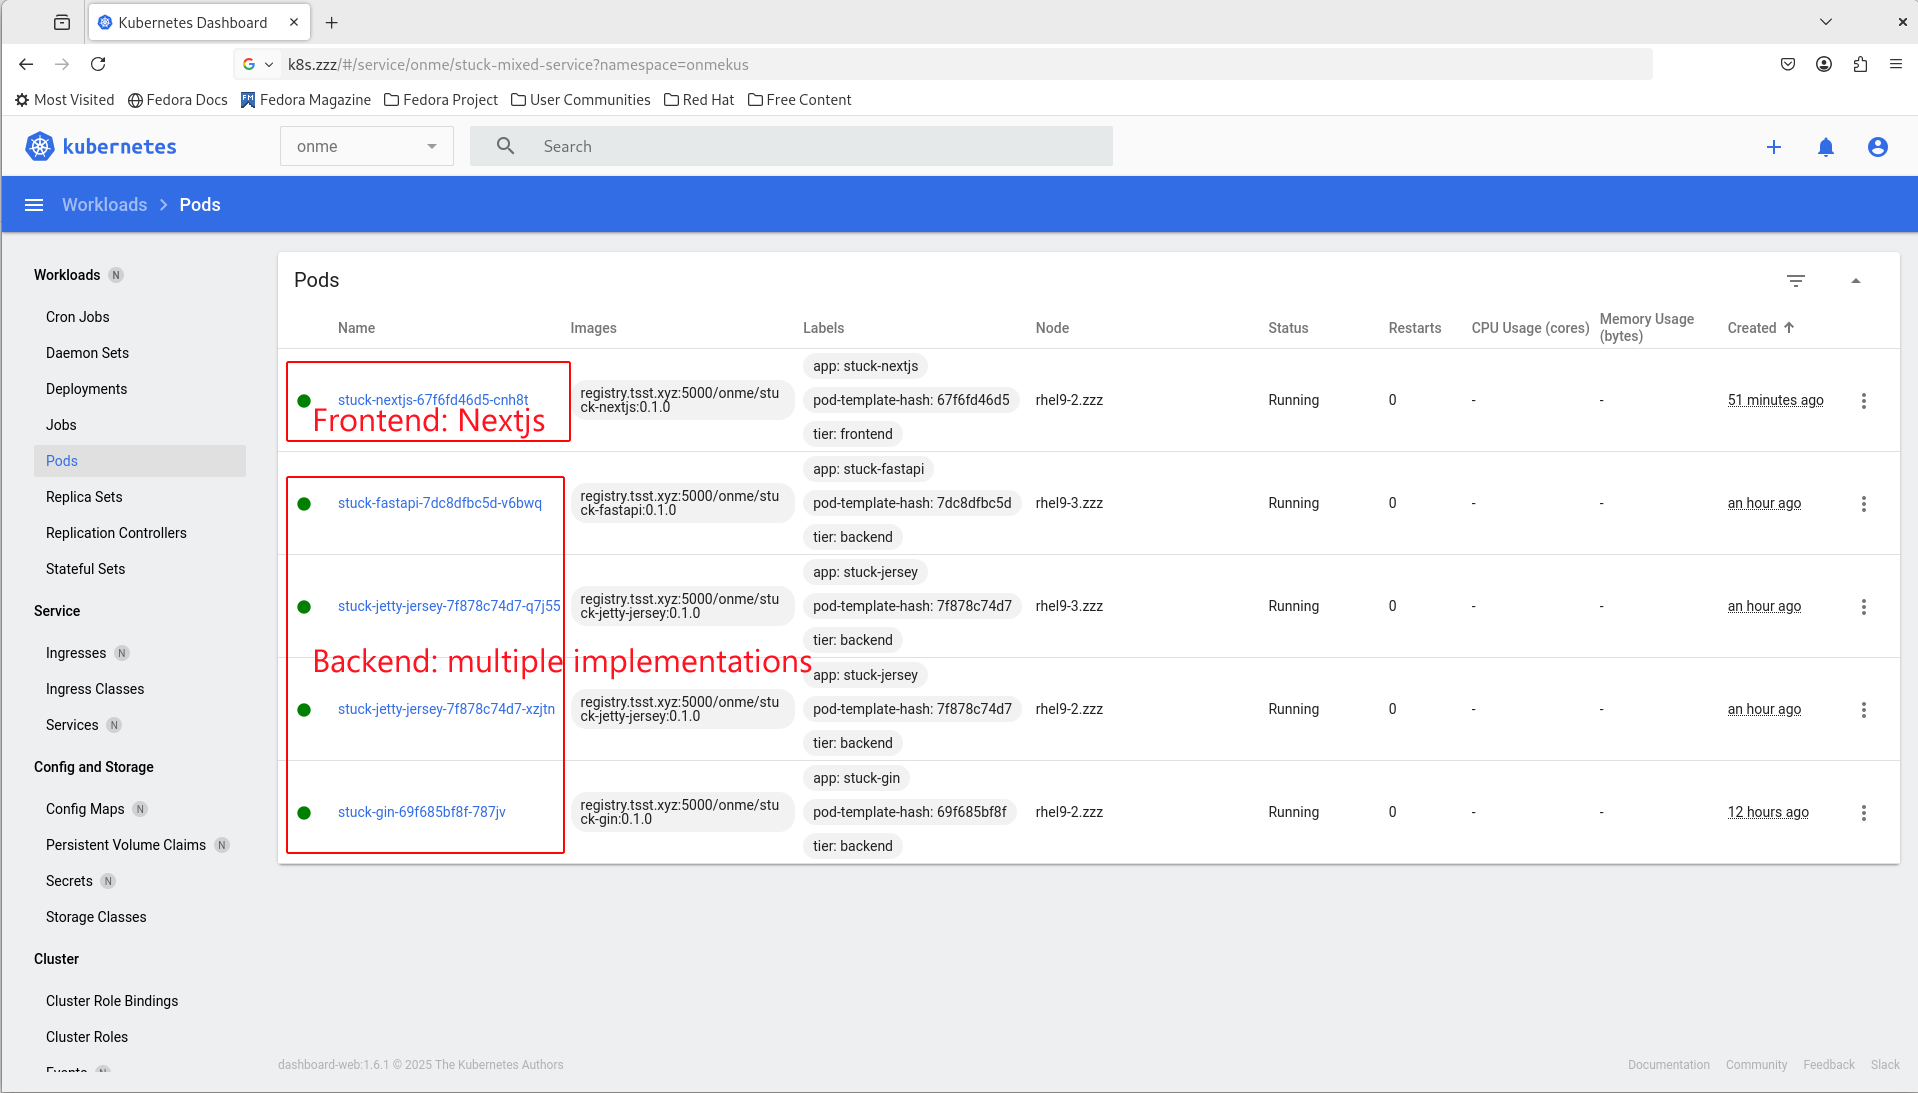 Kubernetes Dashboard
k8s.zzz/#/service/onme/stuck-mixed-service?namespace=onmekus
Most Visited Fedora Docs Fedora Magazine Fedora Project User Communities Red Hat Free Content
kubernetes onme Search
Workloads > Pods
Workloads N
Cron Jobs
Daemon Sets
Deployments
Jobs
Pods
Replica Sets
Replication Controllers
Stateful Sets
Service
Ingresses N
Ingress Classes
Services N
Config and Storage
Config Maps N
Persistent Volume Claims N
Secrets N
Storage Classes
Cluster
Cluster Role Bindings
Cluster Roles
Events N
Pods
Name Images Labels Node Status Restarts CPU Usage (cores) Memory Usage (bytes) Created
app: stuck-nextjs
stuck-nextjs-67f6fd46d5-cnh8t registry.tsst.xyz:5000/onme/stuck-nextjs:0.1.0 pod-template-hash: 67f6fd46d5 rhel9-2.zzz Running 0 - - 51 minutes ago
Frontend: Nextjs
tier: frontend
app: stuck-fastapi
stuck-fastapi-7dc8dfbc5d-v6bwq registry.tsst.xyz:5000/onme/stuck-fastapi:0.1.0 pod-template-hash: 7dc8dfbc5d rhel9-3.zzz Running 0 - - an hour ago
tier: backend
app: stuck-jersey
stuck-jetty-jersey-7f878c74d7-q7j55 registry.tsst.xyz:5000/onme/stuck-jetty-jersey:0.1.0 pod-template-hash: 7f878c74d7 rhel9-3.zzz Running 0 - - an hour ago
tier: backend
Backend: multiple implementations
app: stuck-jersey
stuck-jetty-jersey-7f878c74d7-xzjtn registry.tsst.xyz:5000/onme/stuck-jetty-jersey:0.1.0 pod-template-hash: 7f878c74d7 rhel9-2.zzz Running 0 - - an hour ago
tier: backend
app: stuck-gin
stuck-gin-69f685bf8f-787jv registry.tsst.xyz:5000/onme/stuck-gin:0.1.0 pod-template-hash: 69f685bf8f rhel9-2.zzz Running 0 - - 12 hours ago
tier: backend
dashboard-web:1.6.1 © 2025 The Kubernetes Authors
Documentation Community Feedback Slack